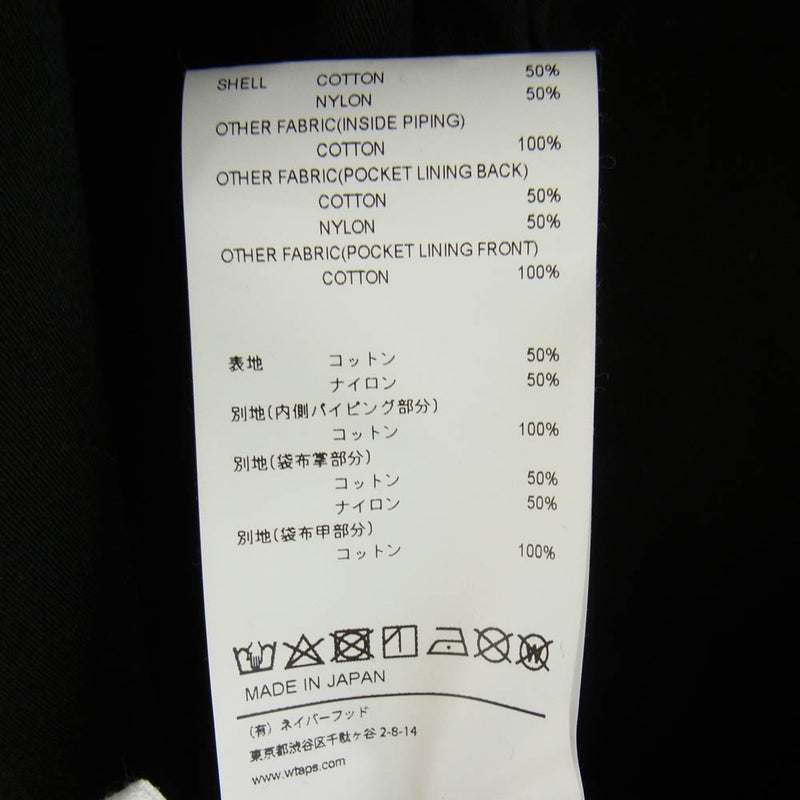 SHELL COTTON 50%
NYLON 50%
OTHER FABRIC(INSIDE PIPING)
COTTON 100%
OTHER FABRIC(POCKET LINING BACK)
COTTON 50%
NYLON 50%
OTHER FABRIC(POCKET LINING FRONT)
COTTON 100%
表地 コットン 50%
ナイロン 50%
別地(内側パイピング部分)
コットン 100%
別地(袋布掌部分)
コットン 50%
ナイロン 50%
別地(袋布甲部分)
コットン 100%
W
MADE IN JAPAN
(有) ネイバーフッド
東京都渋谷区千駄ヶ谷 2-8-14
www.wtaps.com